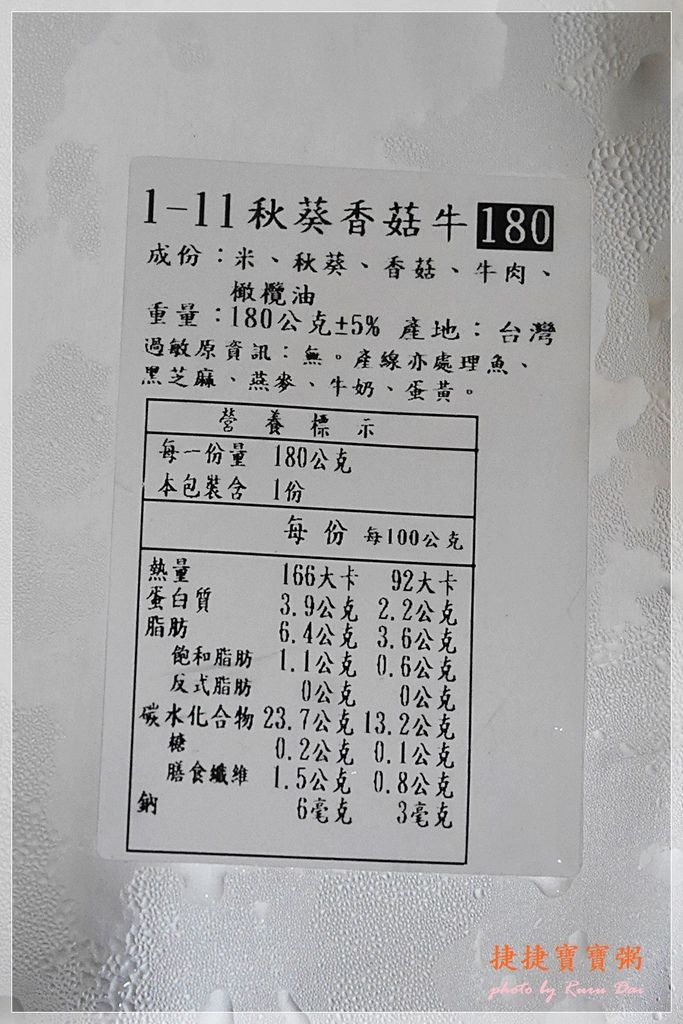 1-11秋葵香菇牛 180
成份：米、秋葵、香菇、牛肉、
橄欖油
重量：180公克±5% 產地：台灣
過敏原資訊：無。產線亦處理魚、
黑芝麻、燕麥、牛奶、蛋黃。
營養標示
每一份量 180公克
本包裝含 1份
每份 每100公克
熱量 166大卡 92大卡
蛋白質 3.9公克 2.2公克
脂肪 6.4公克 3.6公克
飽和脂肪 1.1公克 0.6公克
反式脂肪 0公克 0公克
碳水化合物 23.7公克 13.2公克
糖 0.2公克 0.1公克
膳食纖維 1.5公克 0.8公克
鈉 6毫克 3毫克
捷捷寶寶粥
photo by Ruru Dai